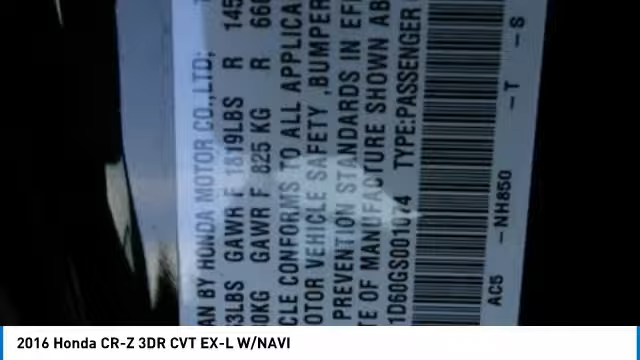 AN BY HONDA MOTOR CO.,LTD;
3LBS GAWR F 1819LBS R 145
0KG GAWR F 825 KG R 660
CLE CONFORMS TO ALL APPLICA
OTOR VEHICLE SAFETY ,BUMPER
PREVENTION STANDARDS IN EF
TE OF MANUFACTURE SHOWN AB
1D60GS001074 TYPE:PASSENGER
AC5 -NH850 -T -S
2016 Honda CR-Z 3DR CVT EX-L W/NAVI